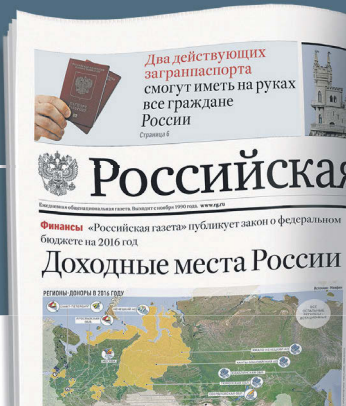 Два действующих
загранпаспорта
смогут иметь на руках
все граждане
России
Страница 6
Российская
Ежедневная общенациональная газета. Выходит с ноября 1990 года. www.rg.ru
Финансы «Российская газета» публикует закон о федеральном
бюджете на 2016 год
Доходные места России
РЕГИОНЫ-ДОНОРЫ В 2016 ГОДУ